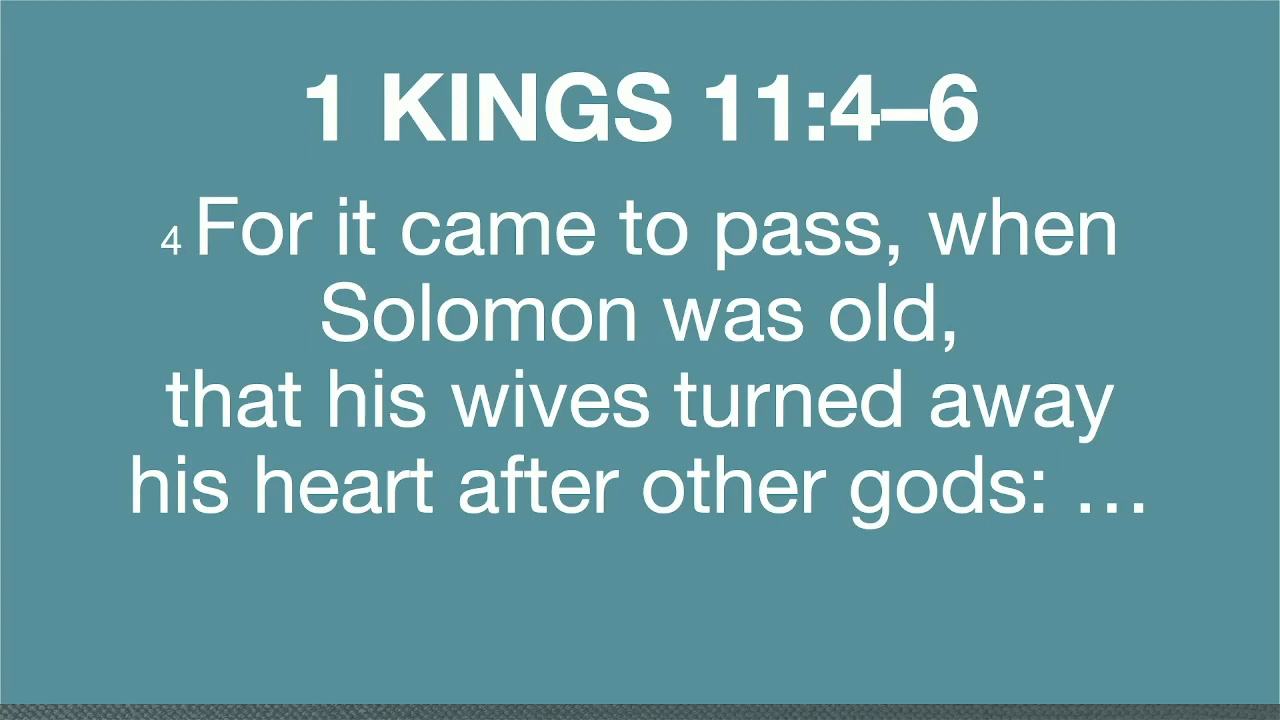 1 KINGS 11:4–6
4 For it came to pass, when
Solomon was old,
that his wives turned away
his heart after other gods: …